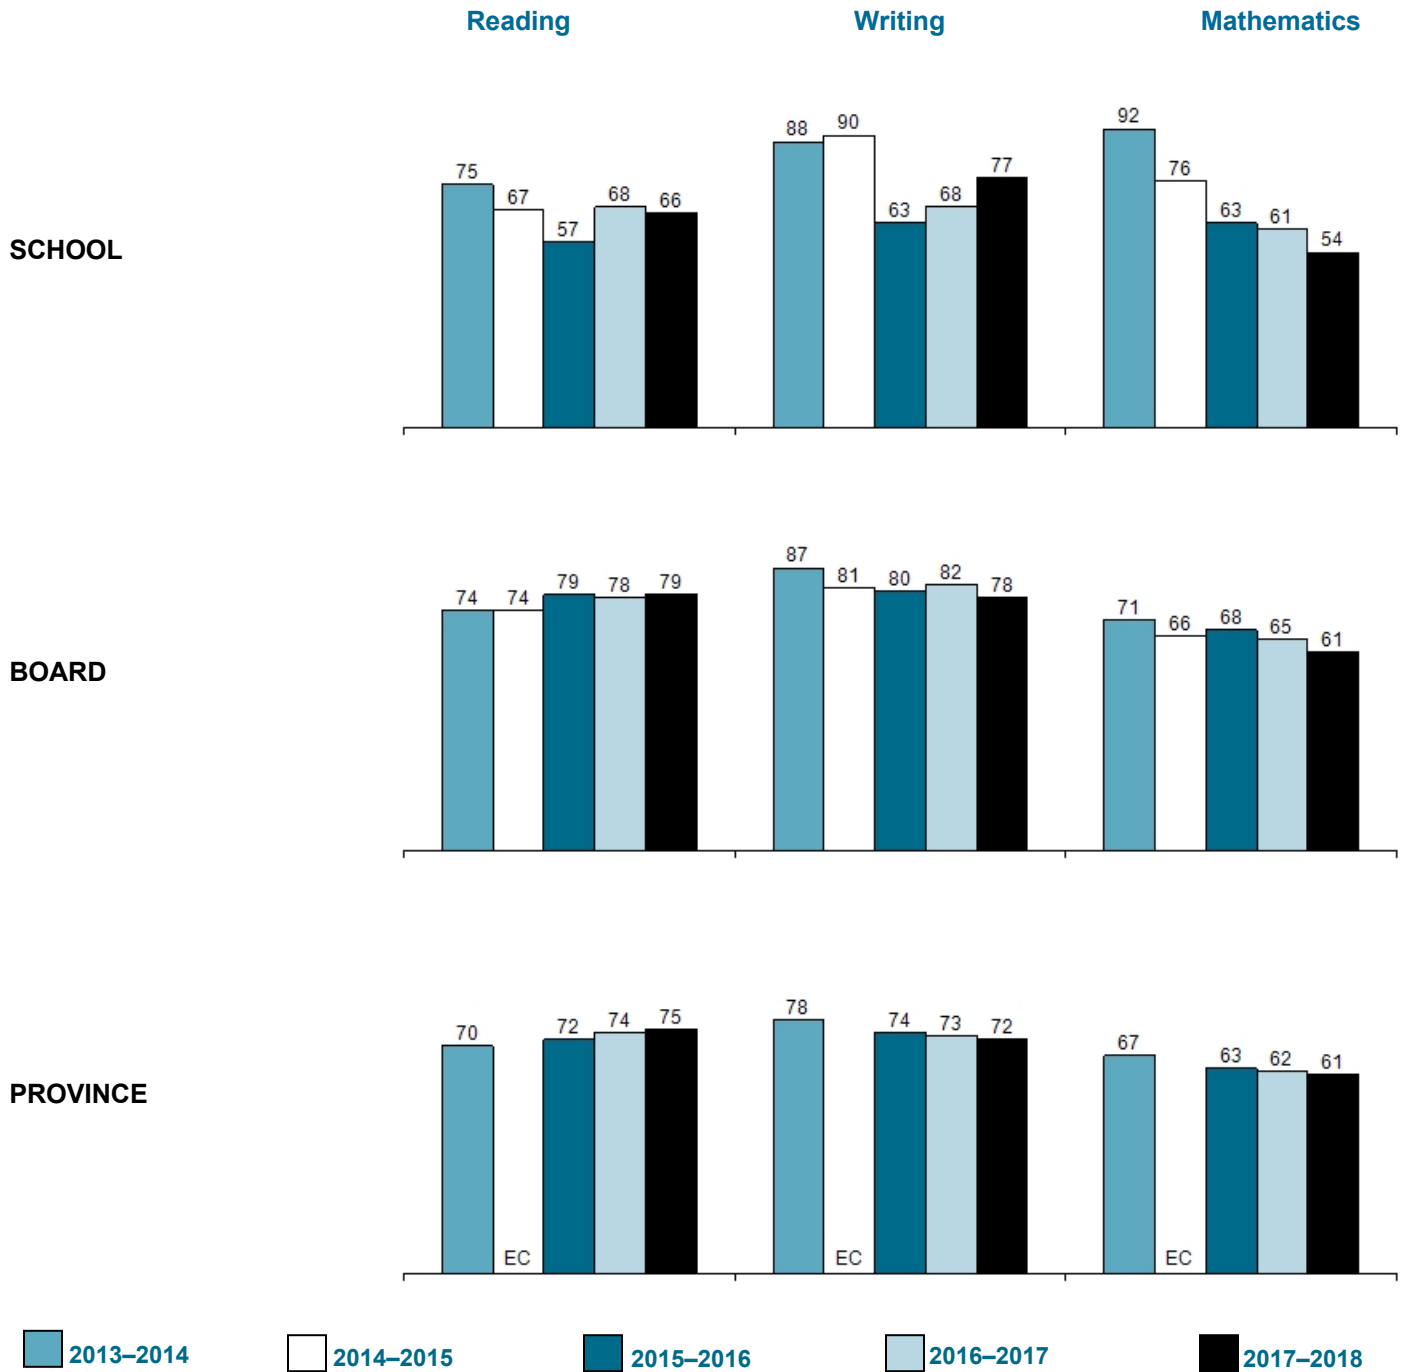 Reading Writing Mathematics
SCHOOL
75 67 57 68 66
88 90 63 68 77
92 76 63 61 54
BOARD
74 74 79 78 79
87 81 80 82 78
71 66 68 65 61
PROVINCE
70 EC 72 74 75
78 EC 74 73 72
67 EC 63 62 61
2013–2014 2014–2015 2015–2016 2016–2017 2017–2018